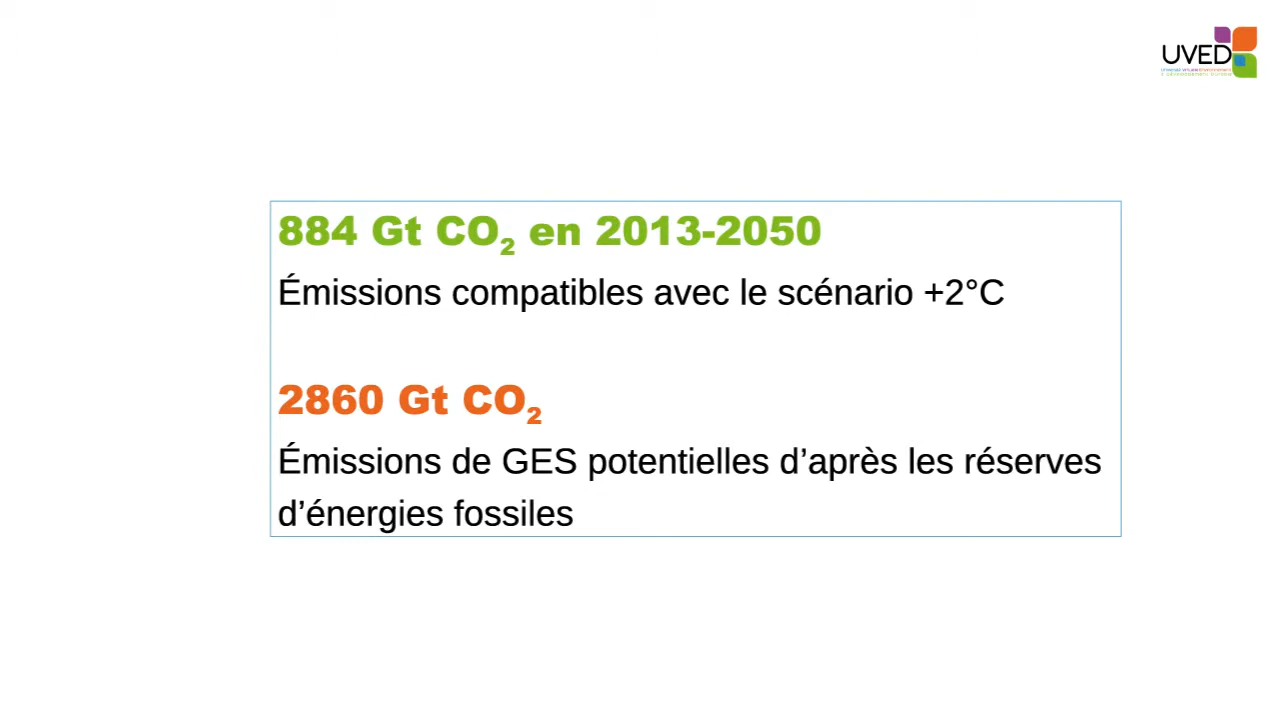 UVED
884 Gt CO₂ en 2013-2050
Émissions compatibles avec le scénario +2°C
2860 Gt CO₂
Émissions de GES potentielles d’après les réserves
d’énergies fossiles